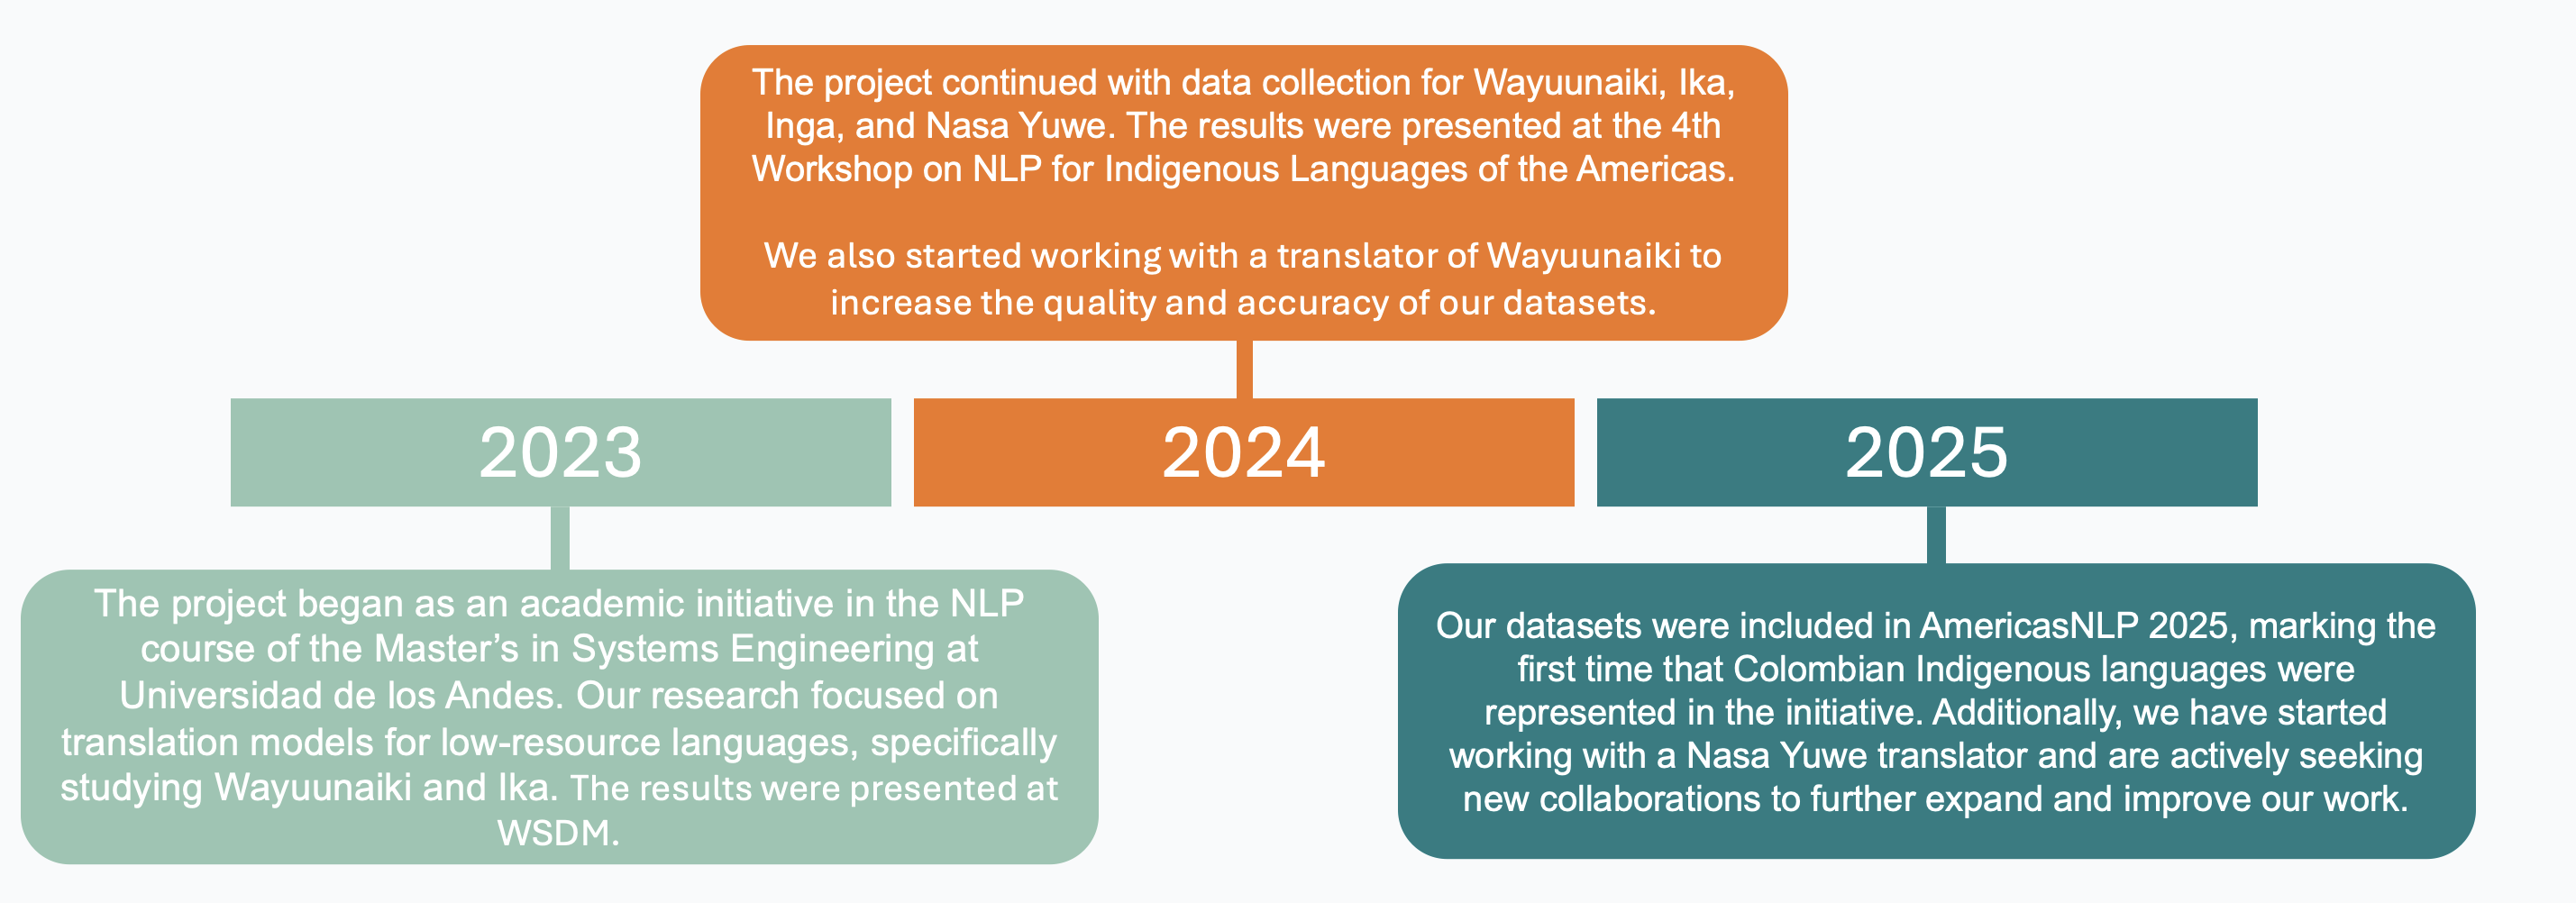 The project continued with data collection for Wayuunaiki, Ika,
Inga, and Nasa Yuwe. The results were presented at the 4th
Workshop on NLP for Indigenous Languages of the Americas.
We also started working with a translator of Wayuunaiki to
increase the quality and accuracy of our datasets.
2023
2024
2025
The project began as an academic initiative in the NLP
course of the Master’s in Systems Engineering at
Universidad de los Andes. Our research focused on
translation models for low-resource languages, specifically
studying Wayuunaiki and Ika. The results were presented at
WSDM.
Our datasets were included in AmericasNLP 2025, marking the
first time that Colombian Indigenous languages were
represented in the initiative. Additionally, we have started
working with a Nasa Yuwe translator and are actively seeking
new collaborations to further expand and improve our work.